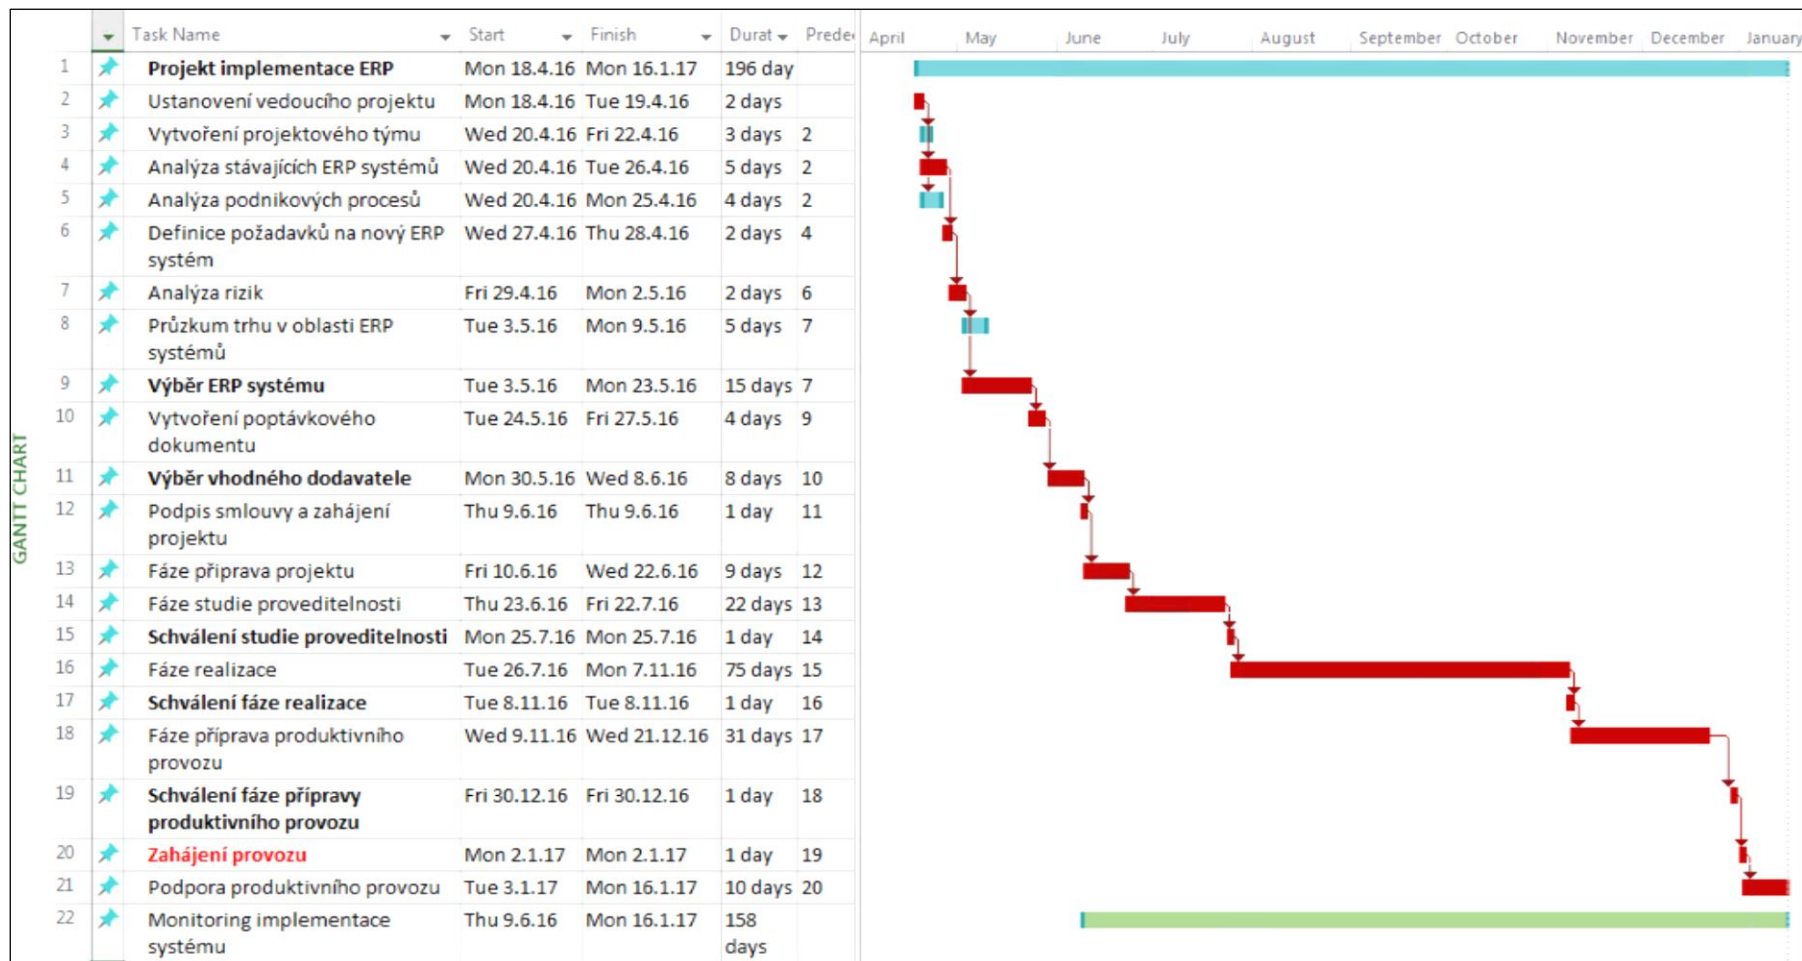 Task Name Start Finish Durat Prede April May June July August September October November December January
1 Projekt implementace ERP Mon 18.4.16 Mon 16.1.17 196 day
2 Ustanovení vedoucího projektu Mon 18.4.16 Tue 19.4.16 2 days
3 Vytvoření projektového týmu Wed 20.4.16 Fri 22.4.16 3 days 2
4 Analýza stávajících ERP systémů Wed 20.4.16 Tue 26.4.16 5 days 2
5 Analýza podnikových procesů Wed 20.4.16 Mon 25.4.16 4 days 2
6 Definice požadavků na nový ERP Wed 27.4.16 Thu 28.4.16 2 days 4
systém
7 Analýza rizik Fri 29.4.16 Mon 2.5.16 2 days 6
8 Průzkum trhu v oblasti ERP Tue 3.5.16 Mon 9.5.16 5 days 7
systémů
9 Výběr ERP systému Tue 3.5.16 Mon 23.5.16 15 days 7
10 Vytvoření poptávkového Tue 24.5.16 Fri 27.5.16 4 days 9
dokumentu
11 Výběr vhodného dodavatele Mon 30.5.16 Wed 8.6.16 8 days 10
12 Podpis smlouvy a zahájení Thu 9.6.16 Thu 9.6.16 1 day 11
projektu
13 Fáze připrava projektu Fri 10.6.16 Wed 22.6.16 9 days 12
14 Fáze studie proveditelnosti Thu 23.6.16 Fri 22.7.16 22 days 13
15 Schválení studie proveditelnosti Mon 25.7.16 Mon 25.7.16 1 day 14
16 Fáze realizace Tue 26.7.16 Mon 7.11.16 75 days 15
17 Schválení fáze realizace Tue 8.11.16 Tue 8.11.16 1 day 16
18 Fáze příprava produktivního Wed 9.11.16 Wed 21.12.16 31 days 17
provozu
19 Schválení fáze přípravy Fri 30.12.16 Fri 30.12.16 1 day 18
produktivního provozu
20 Zahájení provozu Mon 2.1.17 Mon 2.1.17 1 day 19
21 Podpora produktivního provozu Tue 3.1.17 Mon 16.1.17 10 days 20
22 Monitoring implementace Thu 9.6.16 Mon 16.1.17 158
systému days
GANTT CHART